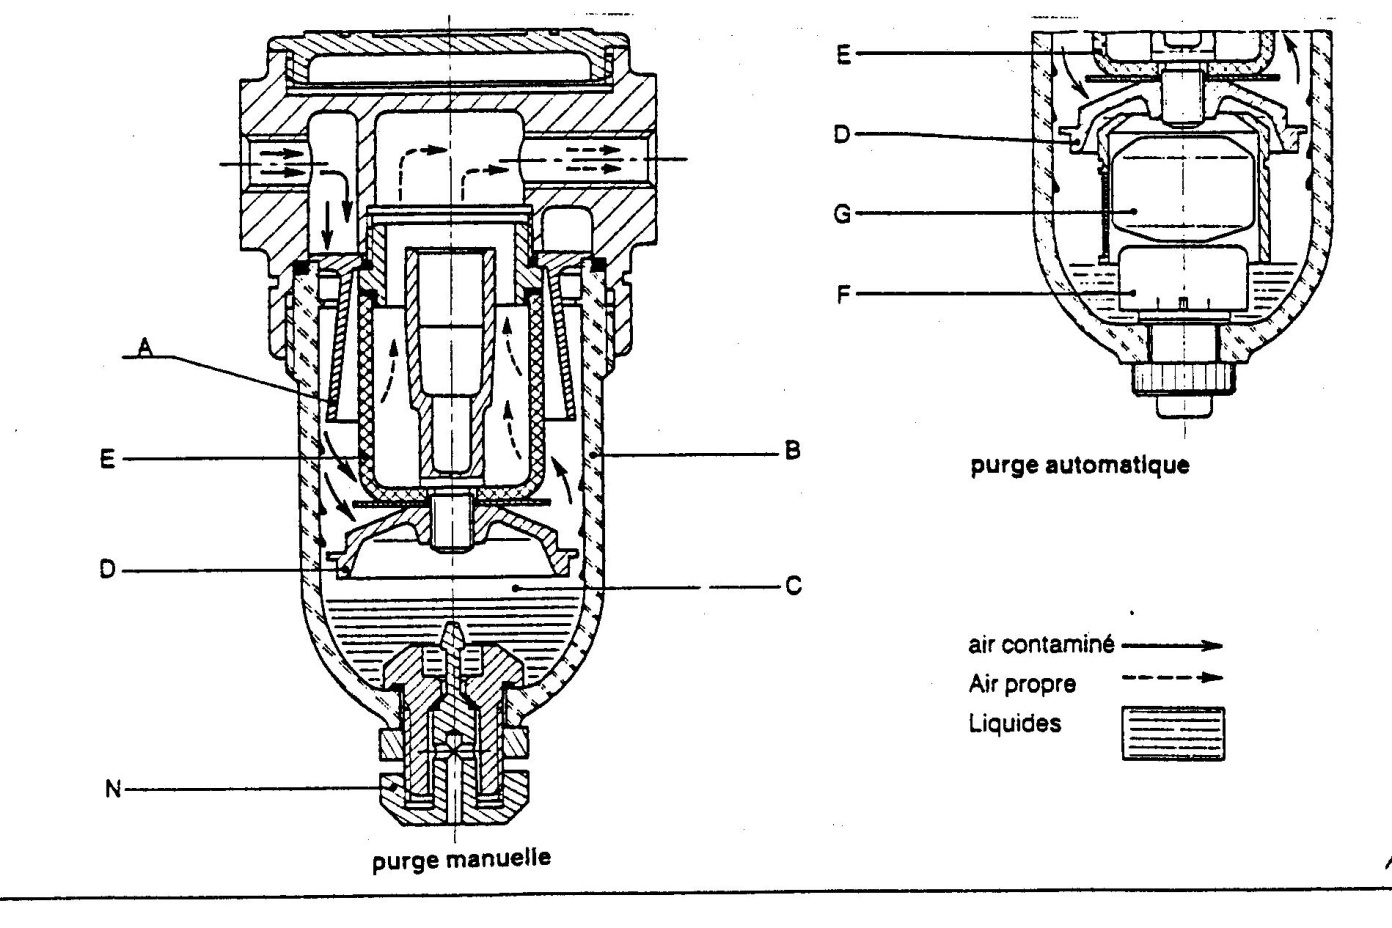 A
E
D
N
B
C
purge manuelle
E
D
G
F
purge automatique
air contaminé
Air propre
Liquides